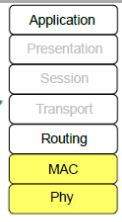 Application
Presentation
Session
Transport
Routing
MAC
Phy